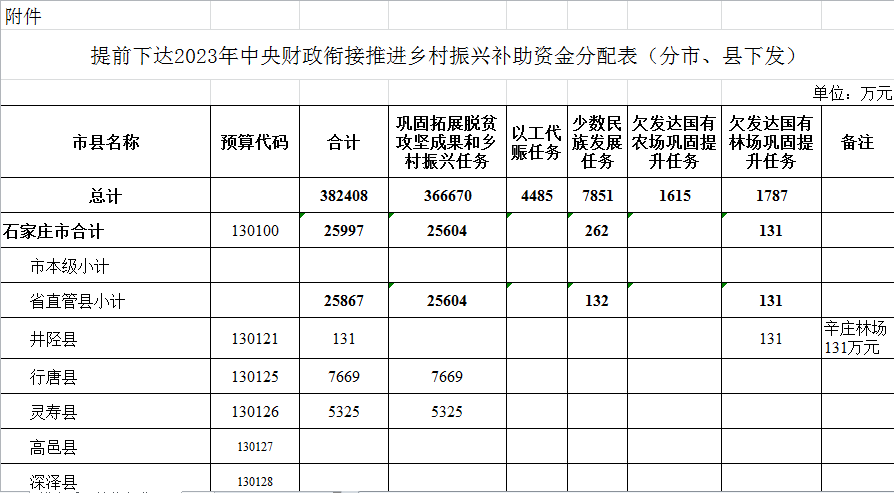 附件
提前下达2023年中央财政衔接推进乡村振兴补助资金分配表（分市、县下发）
单位：万元
市县名称 预算代码 合计 巩固拓展脱贫攻坚成果和乡村振兴任务 以工代赈任务 少数民族发展任务 欠发达国有农场巩固提升任务 欠发达国有林场巩固提升任务 备注
总计 382408 366670 4485 7851 1615 1787
石家庄市合计 130100 25997 25604 262 131
市本级小计
省直管县小计 25867 25604 132 131
井陉县 130121 131 131 辛庄林场131万元
行唐县 130125 7669 7669
灵寿县 130126 5325 5325
高邑县 130127
深泽县 130128